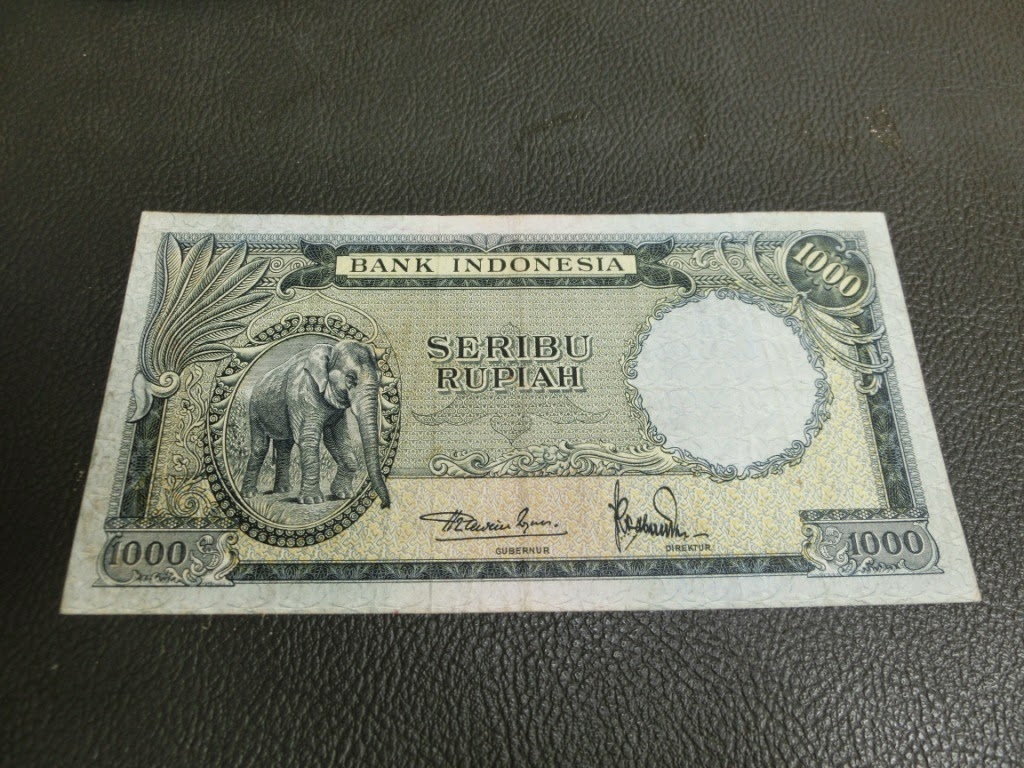 BANK INDONESIA
1000
SERIBU
RUPIAH
GUBERNUR
DIREKTUR
1000
1000